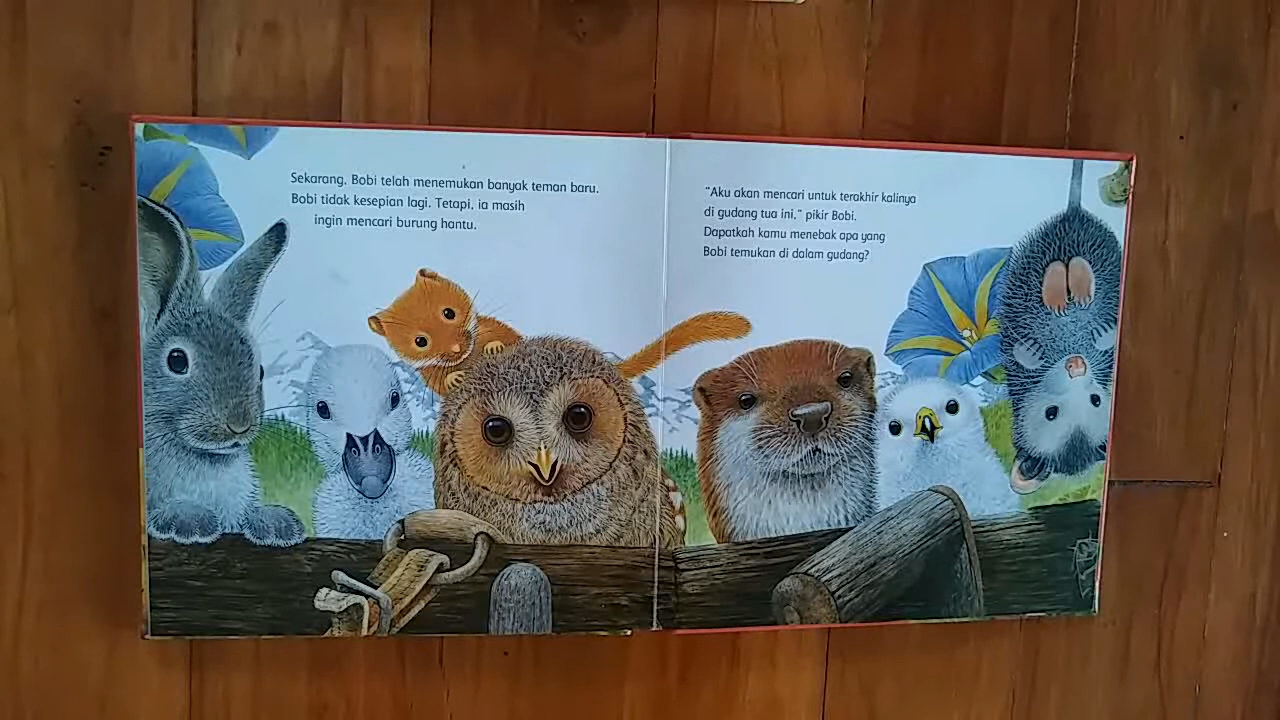 Sekarang, Bobi telah menemukan banyak teman baru.
Bobi tidak kesepian lagi. Tetapi, ia masih
ingin mencari burung hantu.
"Aku akan mencari untuk terakhir kalinya
di gudang tua ini," pikir Bobi.
Dapatkah kamu menebak apa yang
Bobi temukan di dalam gudang?